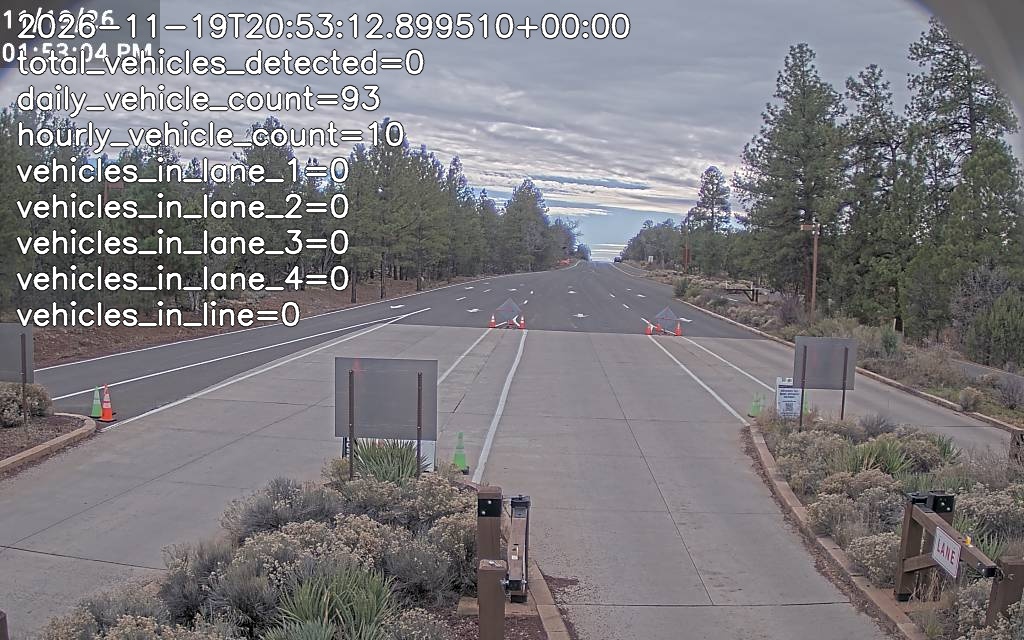 2026-11-19T20:53:12.899510+00:00
01:53:04 PM
total_vehicles_detected=0
daily_vehicle_count=93
hourly_vehicle_count=10
vehicles_in_lane_1=0
vehicles_in_lane_2=0
vehicles_in_lane_3=0
vehicles_in_lane_4=0
vehicles_in_line=0
LANE